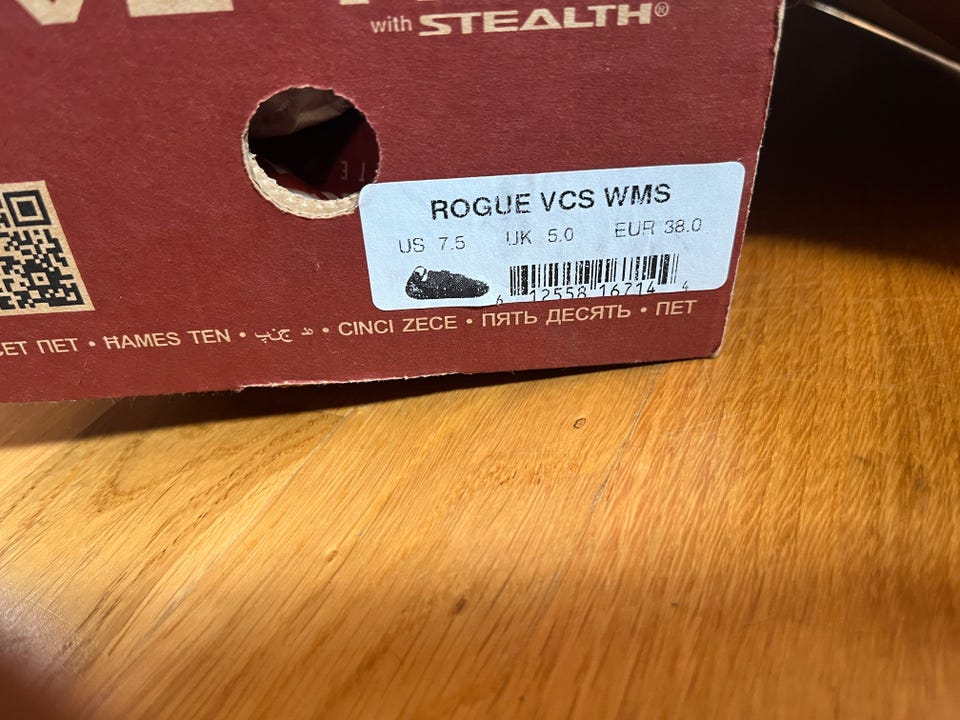 with STEALTH®
ROGUE VCS WMS
US 7.5 UK 5.0 EUR 38.0
6 12558 16714 4
ПЕТ • ĦAMES TEN • • CINCI ZECE • ПЯТЬ ДЕСЯТЬ • ПЕТ